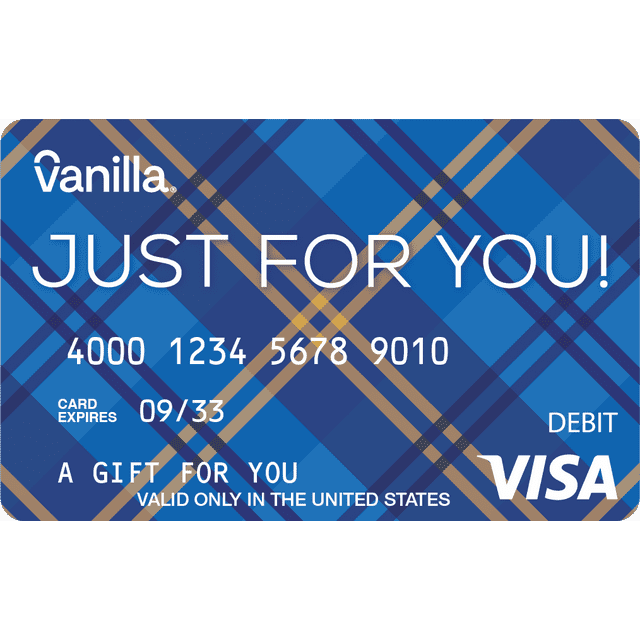 Vanilla®
JUST FOR YOU!
4000 1234 5678 9010
CARD
EXPIRES 09/33
DEBIT
A GIFT FOR YOU
VISA
VALID ONLY IN THE UNITED STATES